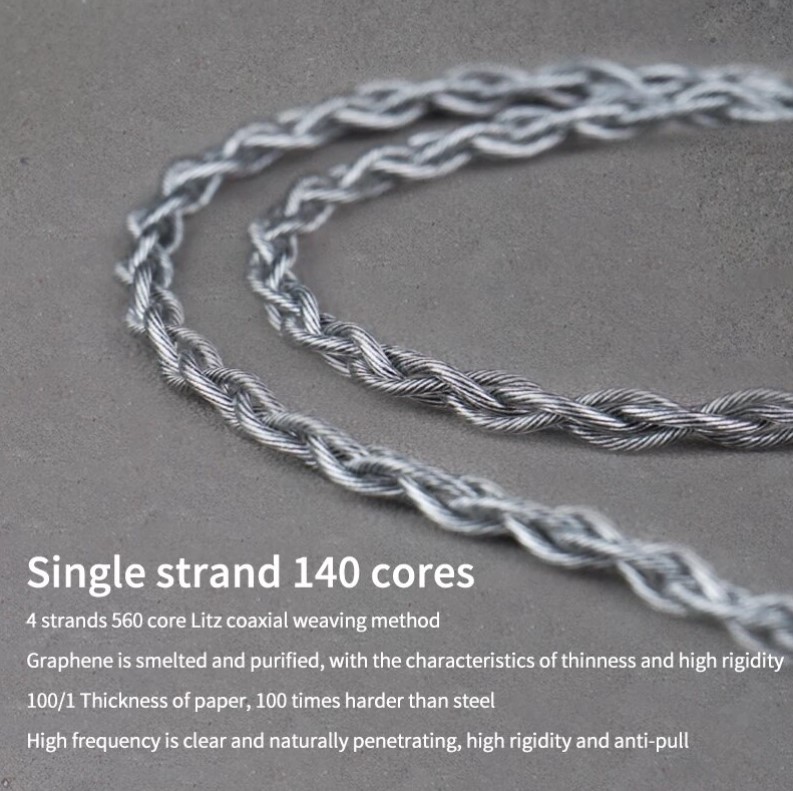 Single strand 140 cores
4 strands 560 core Litz coaxial weaving method
Graphene is smelted and purified, with the characteristics of thinness and high rigidity
100/1 Thickness of paper, 100 times harder than steel
High frequency is clear and naturally penetrating, high rigidity and anti-pull